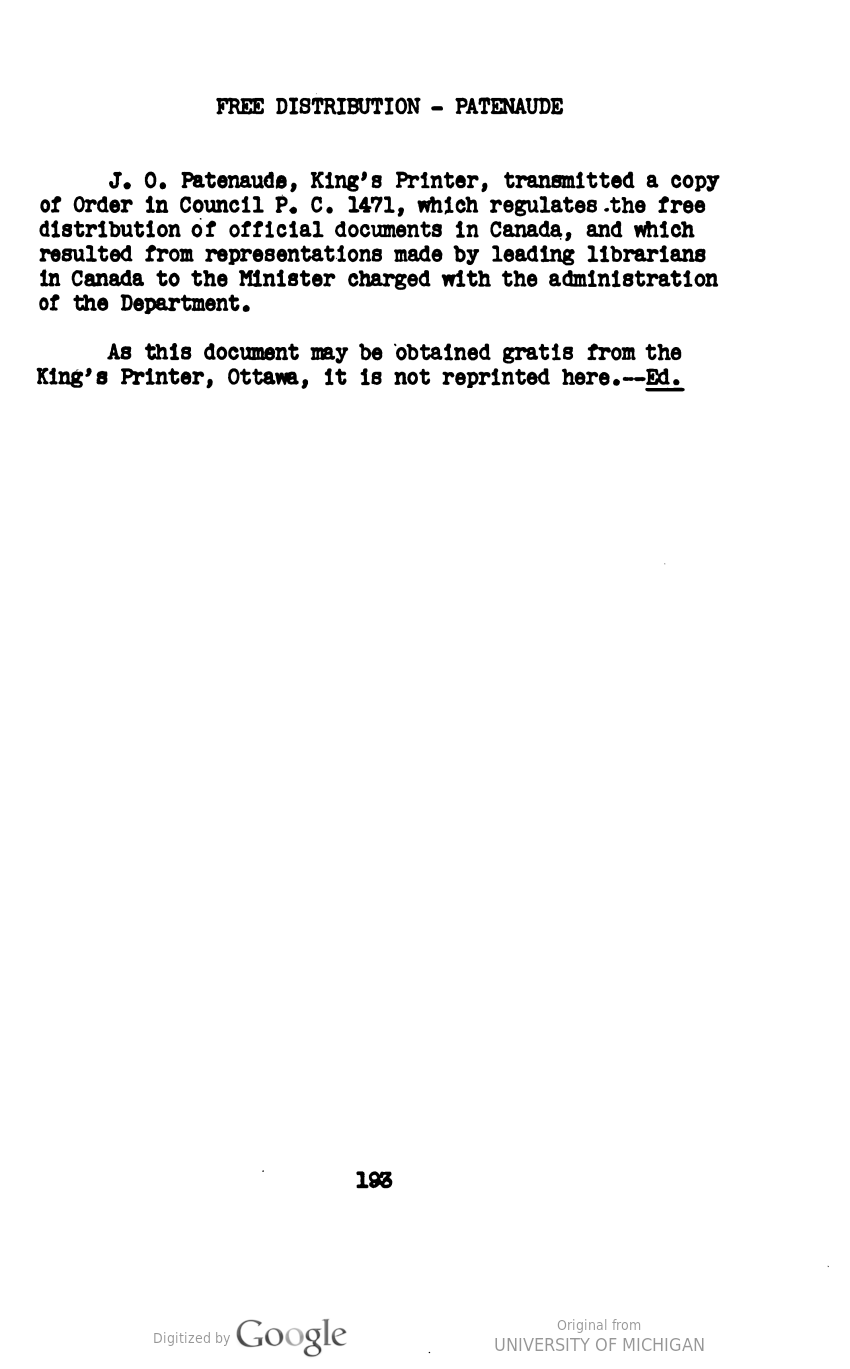 FREE DISTRIBUTION - PATENAUDE
J. O. Patenaude, King's Printer, transmitted a copy
of Order in Council P. C. 1471, which regulates the free
distribution of official documents in Canada, and which
resulted from representations made by leading librarians
in Canada to the Minister charged with the administration
of the Department.
As this document may be obtained gratis from the
King's Printer, Ottawa, it is not reprinted here.--Ed.
193
Digitized by Google
Original from
UNIVERSITY OF MICHIGAN